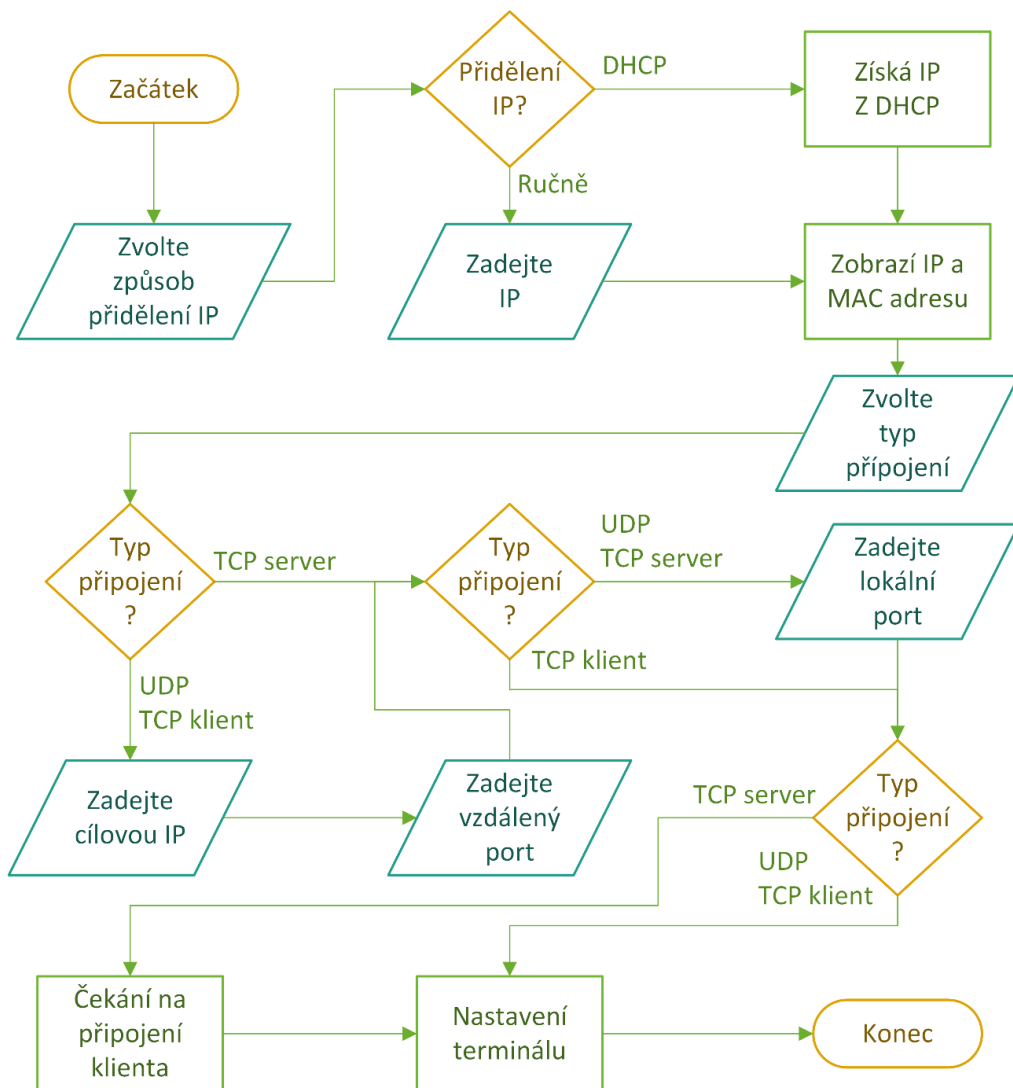 Začátek
Přidělení
IP?
DHCP
Získá IP
Z DHCP
Ručně
Zvolte
způsob
přidělení IP
Zadejte
IP
Zobrazí IP a
MAC adresu
Zvolte
typ
přípojení
Typ
připojení
?
TCP server
Typ
připojení
?
UDP
TCP server
Zadejte
lokální
port
UDP
TCP klient
TCP klient
Zadejte
cílovou IP
Zadejte
vzdálený
port
TCP server
Typ
připojení
?
UDP
TCP klient
Čekání na
připojení
klienta
Nastavení
terminálu
Konec